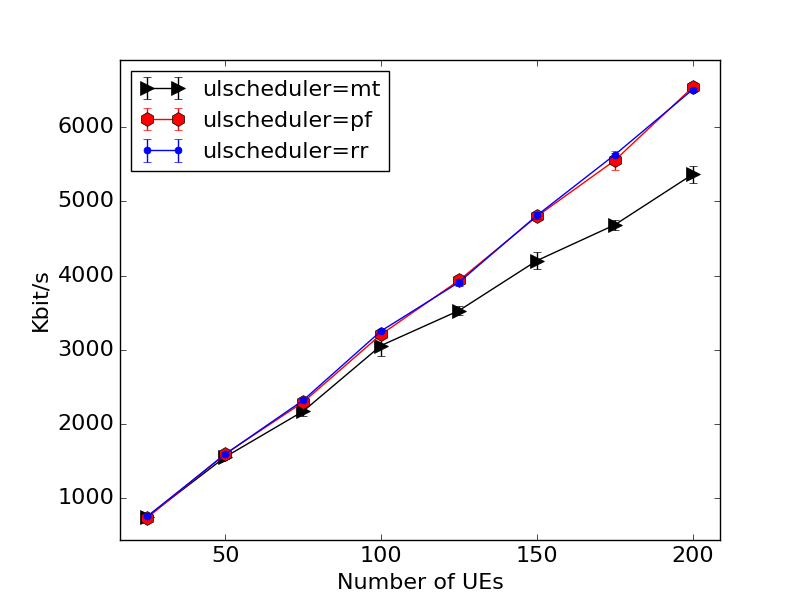 ulscheduler=mt
ulscheduler=pf
ulscheduler=rr
6000
5000
4000
3000
2000
1000
Kbit/s
50 100 150 200
Number of UEs